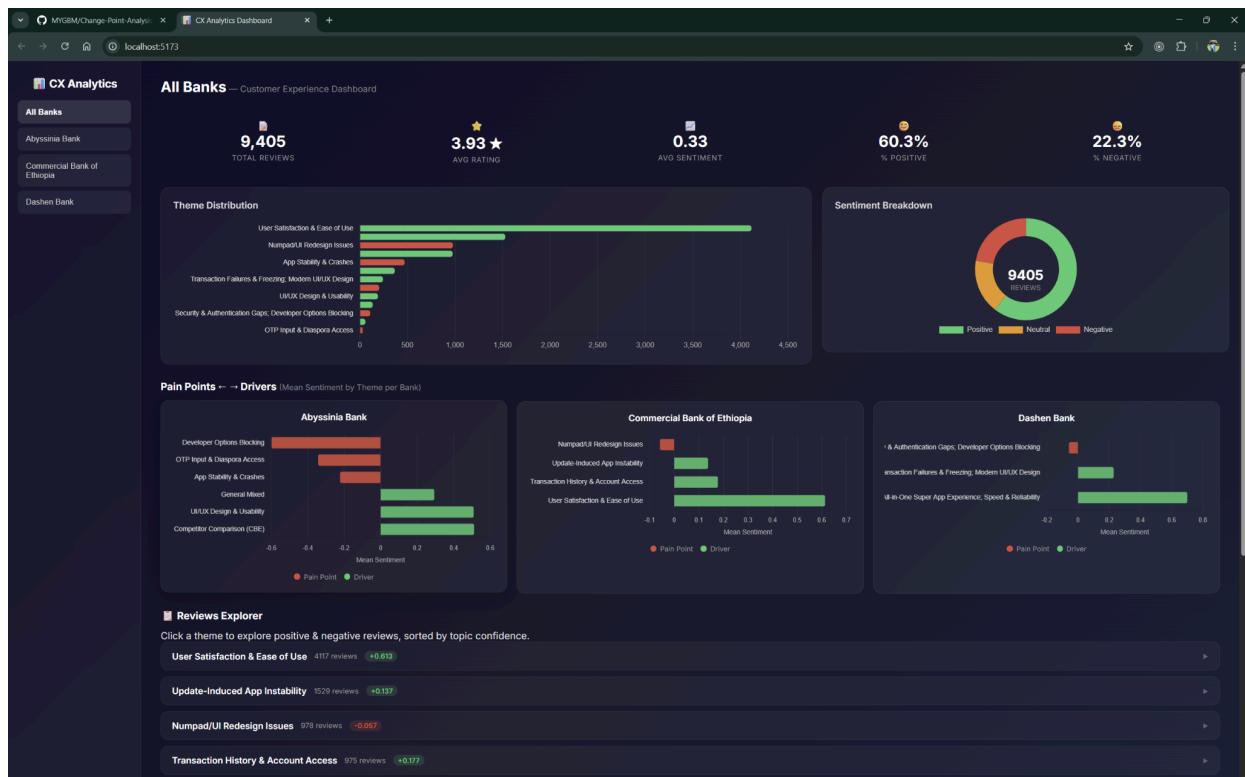 MYGBM/Change-Point-Analysis
CX Analytics Dashboard
localhost:5173
CX Analytics
All Banks
Abyssinia Bank
Commercial Bank of
Ethiopia
Dashen Bank
All Banks — Customer Experience Dashboard
9,405
TOTAL REVIEWS
3.93 ★
AVG RATING
0.33
AVG SENTIMENT
60.3%
% POSITIVE
22.3%
% NEGATIVE
Theme Distribution
User Satisfaction & Ease of Use
Numpad/UI Redesign Issues
App Stability & Crashes
Transaction Failures & Freezing; Modern UI/UX Design
UI/UX Design & Usability
Security & Authentication Gaps; Developer Options Blocking
OTP Input & Diaspora Access
0 500 1,000 1,500 2,000 2,500 3,000 3,500 4,000 4,500
Sentiment Breakdown
9405
REVIEWS
Positive Neutral Negative
Pain Points ← → Drivers (Mean Sentiment by Theme per Bank)
Abyssinia Bank
Developer Options Blocking
OTP Input & Diaspora Access
App Stability & Crashes
General Mixed
UI/UX Design & Usability
Competitor Comparison (CBE)
-0.6 -0.4 -0.2 0 0.2 0.4 0.6
Mean Sentiment
Pain Point Driver
Commercial Bank of Ethiopia
Numpad/UI Redesign Issues
Update-Induced App Instability
Transaction History & Account Access
User Satisfaction & Ease of Use
-0.1 0 0.1 0.2 0.3 0.4 0.5 0.6 0.7
Mean Sentiment
Pain Point Driver
Dashen Bank
& Authentication Gaps; Developer Options Blocking
ansaction Failures & Freezing; Modern UI/UX Design
ll-in-One Super App Experience; Speed & Reliability
-0.2 0 0.2 0.4 0.6 0.8
Mean Sentiment
Pain Point Driver
Reviews Explorer
Click a theme to explore positive & negative reviews, sorted by topic confidence.
User Satisfaction & Ease of Use 4117 reviews +0.613
Update-Induced App Instability 1529 reviews +0.137
Numpad/UI Redesign Issues 978 reviews -0.057
Transaction History & Account Access 975 reviews +0.177